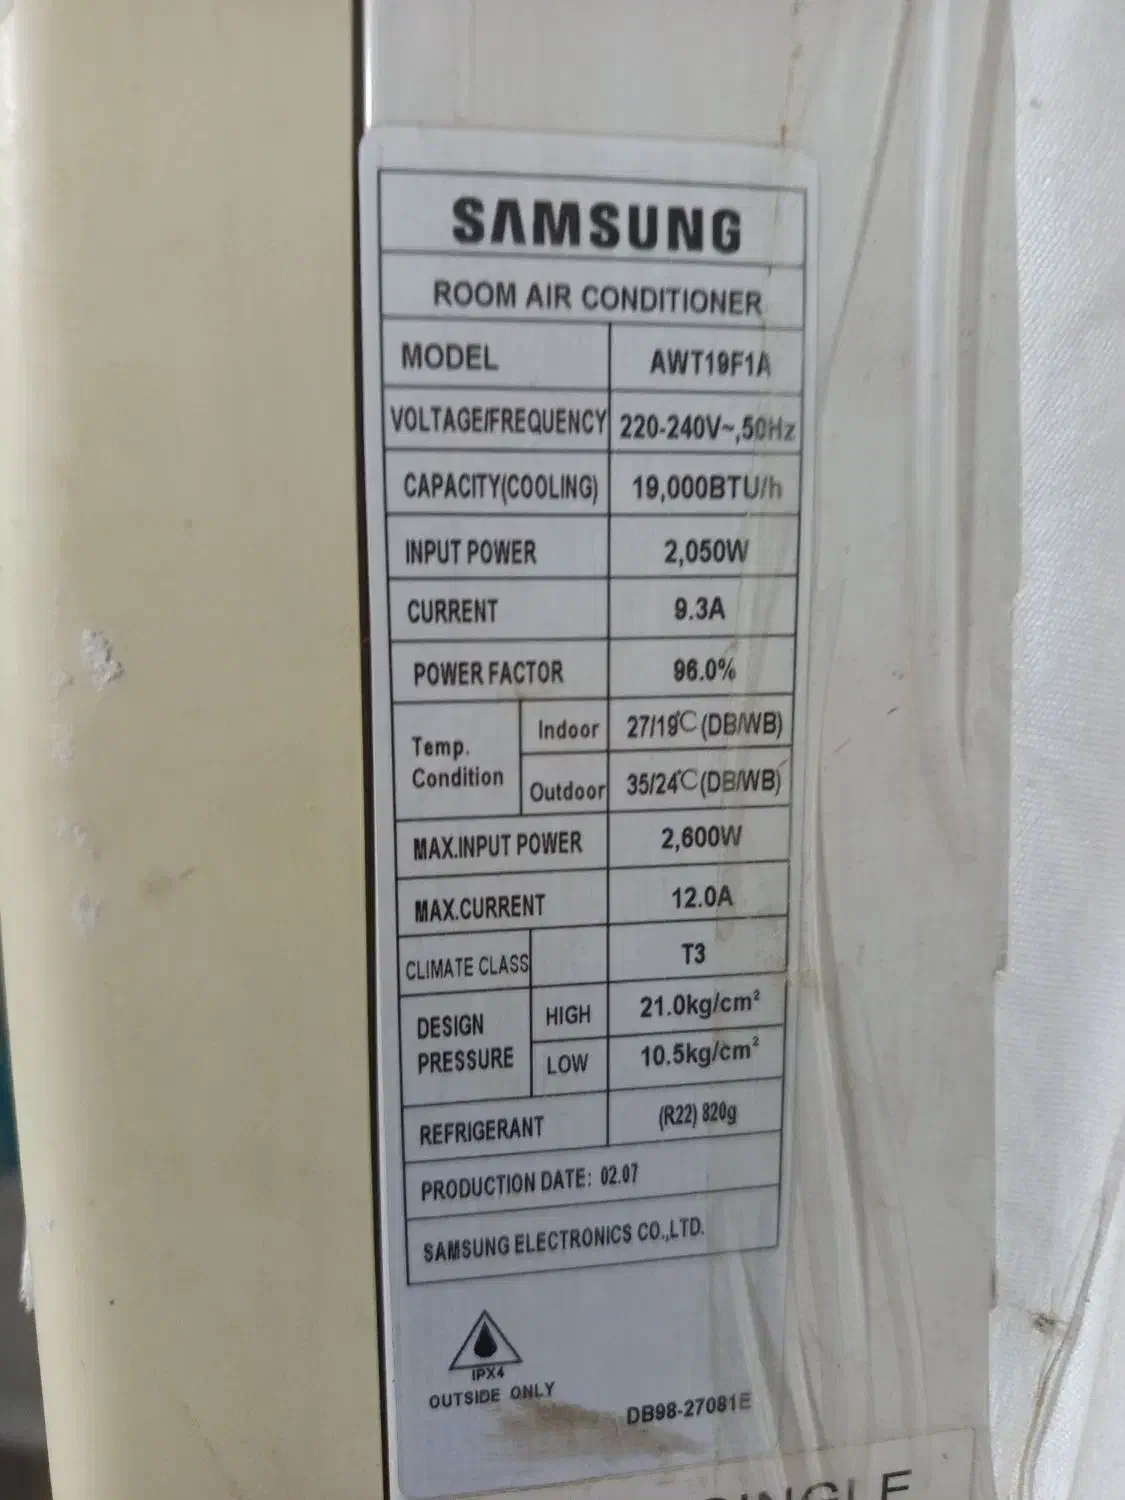 SAMSUNG
ROOM AIR CONDITIONER
MODEL AWT19F1A
VOLTAGE/FREQUENCY 220-240V~,50Hz
CAPACITY(COOLING) 19,000BTU/h
INPUT POWER 2,050W
CURRENT 9.3A
POWER FACTOR 96.0%
Temp. Condition Indoor 27/19℃(DB/WB)
Outdoor 35/24℃(DB/WB)
MAX.INPUT POWER 2,600W
MAX.CURRENT 12.0A
CLIMATE CLASS T3
DESIGN PRESSURE HIGH 21.0kg/cm²
LOW 10.5kg/cm²
REFRIGERANT (R22) 820g
PRODUCTION DATE: 02.07
SAMSUNG ELECTRONICS CO.,LTD.
IPX4
OUTSIDE ONLY
DB98-27081E
SINGLE